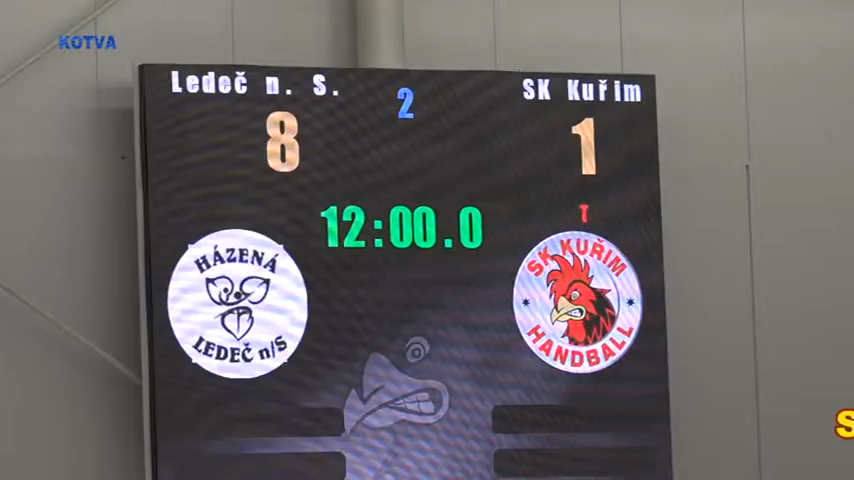 KOTVA
Ledeč n. S. 2 SK Kuřim
8 1
12:00.0
T
HÁZENÁ
LEDEČ n/S
SK KUŘIM
HANDBALL
S